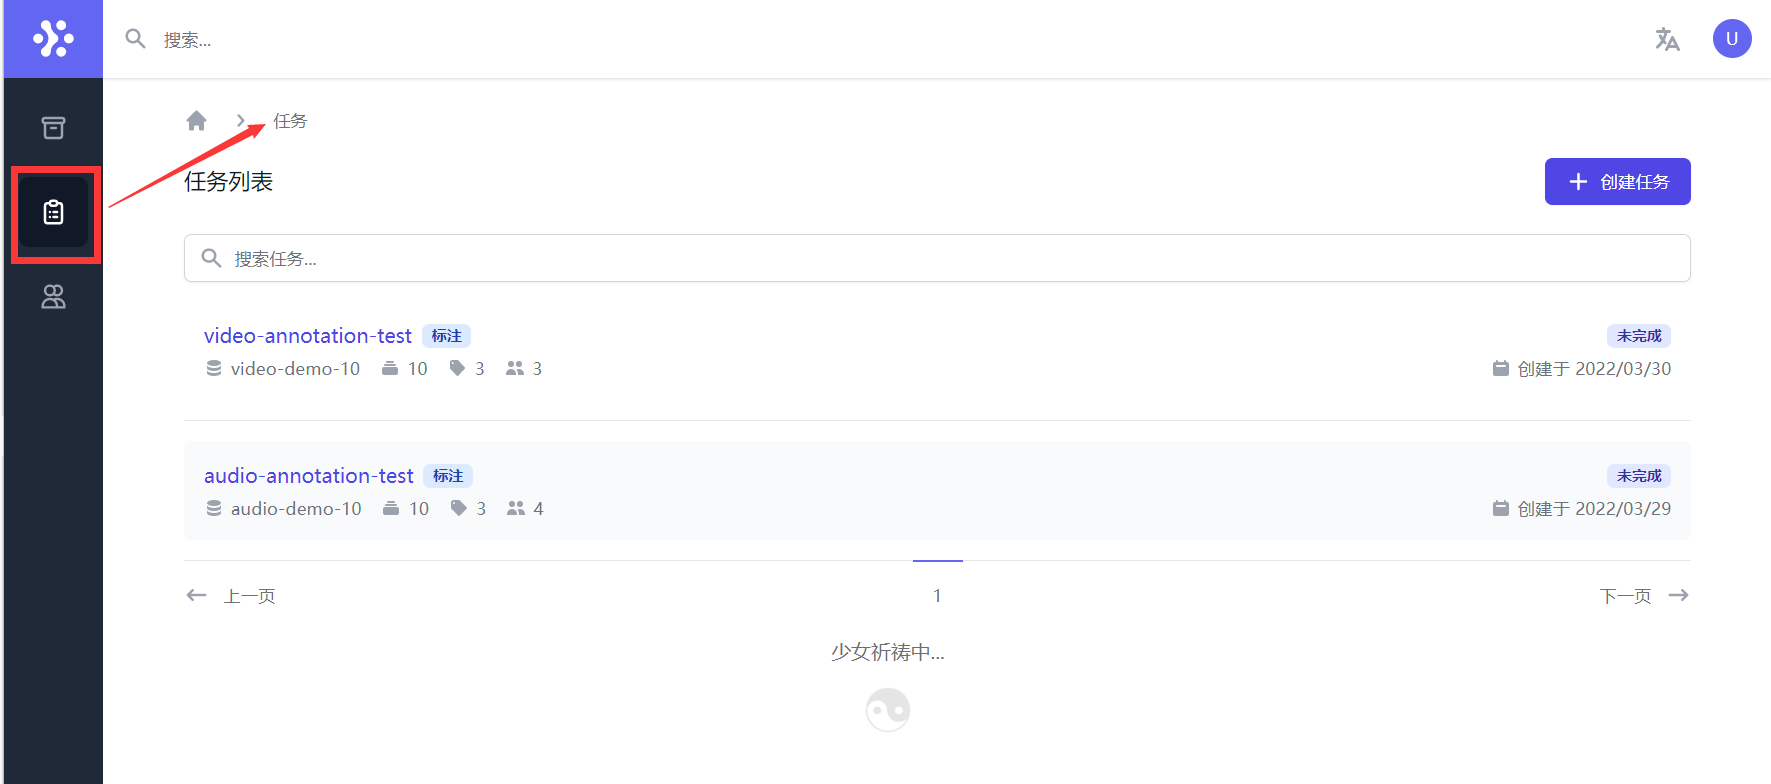 搜索...
U
任务
任务列表
创建任务
搜索任务...
video-annotation-test 标注 未完成
video-demo-10 10 3 3 创建于 2022/03/30
audio-annotation-test 标注 未完成
audio-demo-10 10 3 4 创建于 2022/03/29
上一页 1 下一页
少女祈祷中...